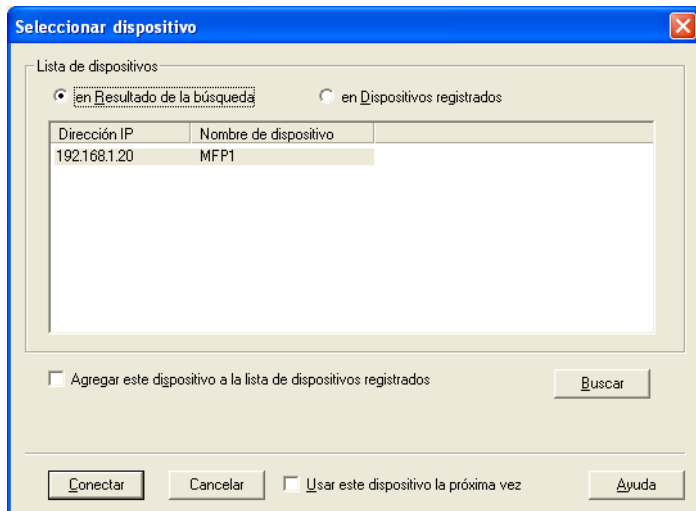 Seleccionar dispositivo
Lista de dispositivos
en Resultado de la búsqueda en Dispositivos registrados
Dirección IP Nombre de dispositivo
192.168.1.20 MFP1
Agregar este dispositivo a la lista de dispositivos registrados Buscar
Conectar Cancelar Usar este dispositivo la próxima vez Ayuda